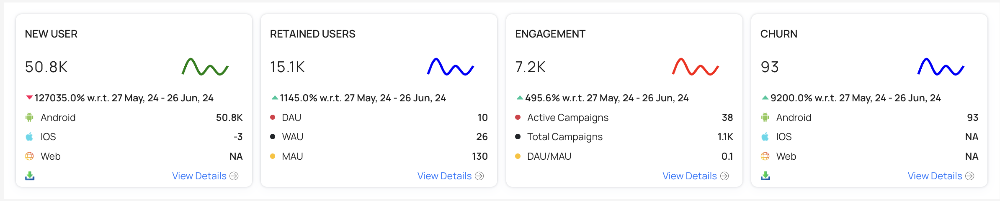 NEW USER
50.8K
127035.0% w.r.t. 27 May, 24 - 26 Jun, 24
Android 50.8K
IOS -3
Web NA
View Details
RETAINED USERS
15.1K
1145.0% w.r.t. 27 May, 24 - 26 Jun, 24
DAU 10
WAU 26
MAU 130
View Details
ENGAGEMENT
7.2K
495.6% w.r.t. 27 May, 24 - 26 Jun, 24
Active Campaigns 38
Total Campaigns 1.1K
DAU/MAU 0.1
View Details
CHURN
93
9200.0% w.r.t. 27 May, 24 - 26 Jun, 24
Android 93
IOS NA
Web NA
View Details